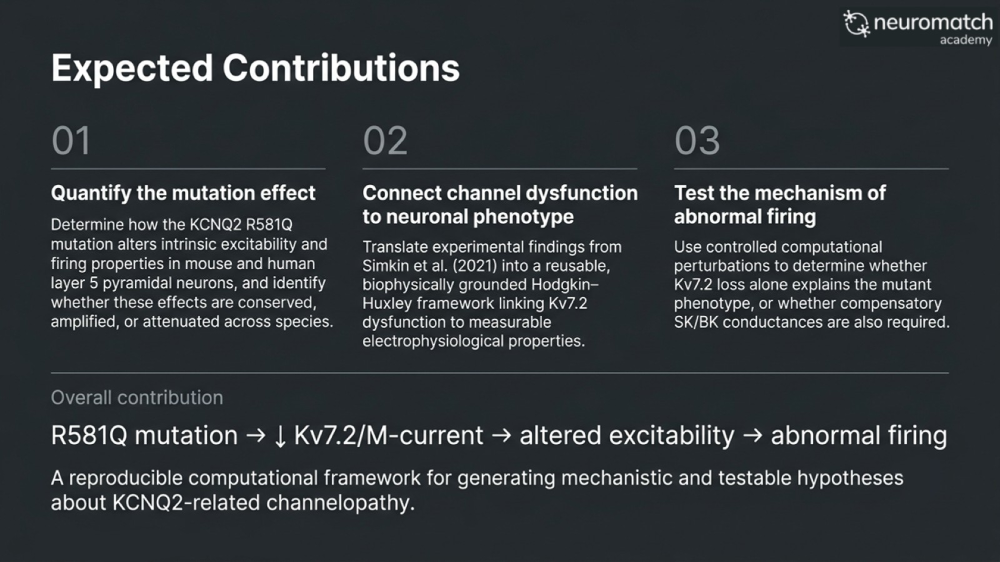 neuromatch
academy
Expected Contributions
01
Quantify the mutation effect
Determine how the KCNQ2 R581Q
mutation alters intrinsic excitability and
firing properties in mouse and human
layer 5 pyramidal neurons, and identify
whether these effects are conserved,
amplified, or attenuated across species.
02
Connect channel dysfunction
to neuronal phenotype
Translate experimental findings from
Simkin et al. (2021) into a reusable,
biophysically grounded Hodgkin–
Huxley framework linking Kv7.2
dysfunction to measurable
electrophysiological properties.
03
Test the mechanism of
abnormal firing
Use controlled computational
perturbations to determine whether
Kv7.2 loss alone explains the mutant
phenotype, or whether compensatory
SK/BK conductances are also required.
Overall contribution
R581Q mutation → ↓ Kv7.2/M-current → altered excitability → abnormal firing
A reproducible computational framework for generating mechanistic and testable hypotheses
about KCNQ2-related channelopathy.